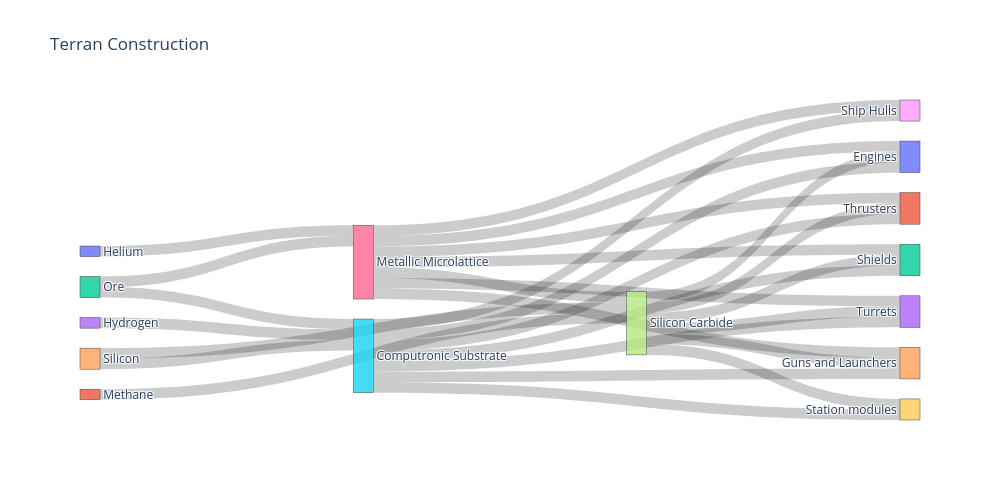 Terran Construction
Helium
Ore
Hydrogen
Silicon
Methane
Metallic Microlattice
Computronic Substrate
Silicon Carbide
Ship Hulls
Engines
Thrusters
Shields
Turrets
Guns and Launchers
Station modules